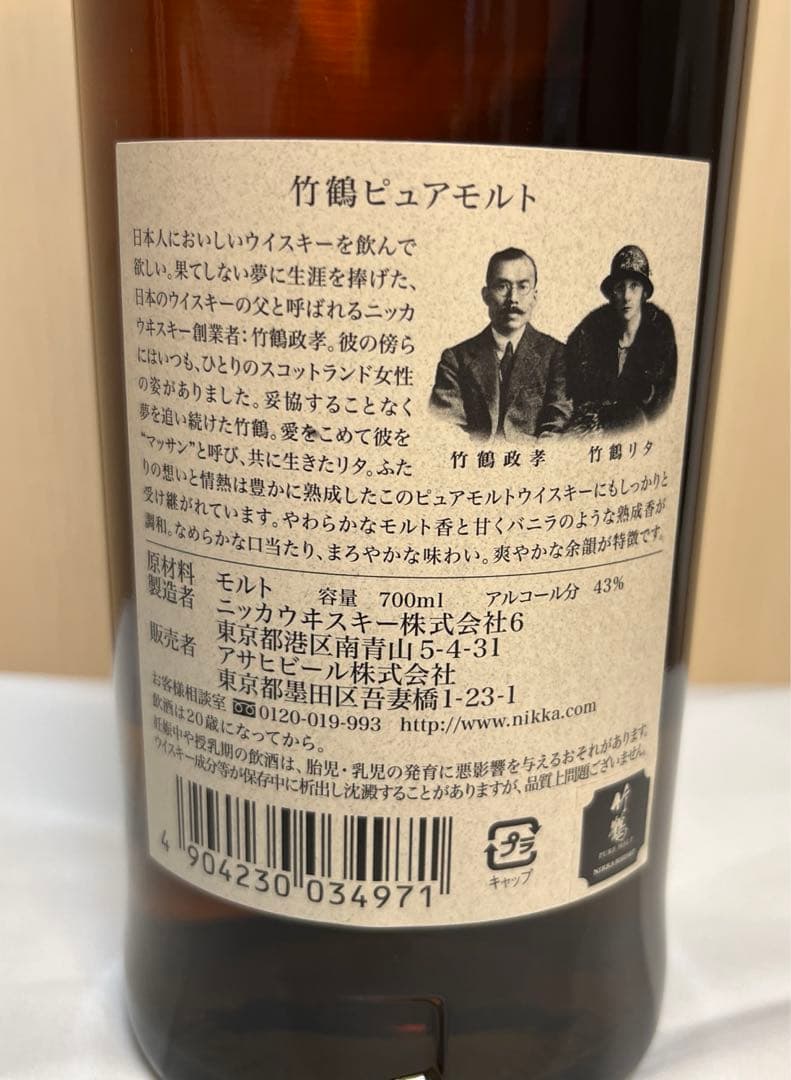 竹鶴ピュアモルト
日本人においしいウイスキーを飲んで
欲しい。果てしない夢に生涯を捧げた、
日本のウイスキーの父と呼ばれるニッカ
ウヰスキー創業者：竹鶴政孝。彼の傍ら
にはいつも、ひとりのスコットランド女性
の姿がありました。妥協することなく
夢を追い続けた竹鶴。愛をこめて彼を
“マッサン”と呼び、共に生きたリタ。ふた
りの想いと情熱は豊かに熟成したこのピュアモルトウイスキーにもしっかりと
受け継がれています。やわらかなモルト香と甘くバニラのような熟成香が
調和。なめらかな口当たり、まろやかな味わい。爽やかな余韻が特徴です。
竹鶴政孝 竹鶴リタ
原材料 モルト 容量 700ml アルコール分 43%
製造者 ニッカウヰスキー株式会社6
東京都港区南青山5-4-31
販売者 アサヒビール株式会社
東京都墨田区吾妻橋1-23-1
お客様相談室 0120-019-993 http://www.nikka.com
飲酒は20歳になってから。
妊娠中や授乳期の飲酒は、胎児・乳児の発育に悪影響を与えるおそれがあります。
ウイスキー成分等が保存中に析出し沈澱することがありますが、品質上問題ございません。
4 904230 034971
プラ
キャップ
竹鶴
PURE MALT
NIKKA WHISKY